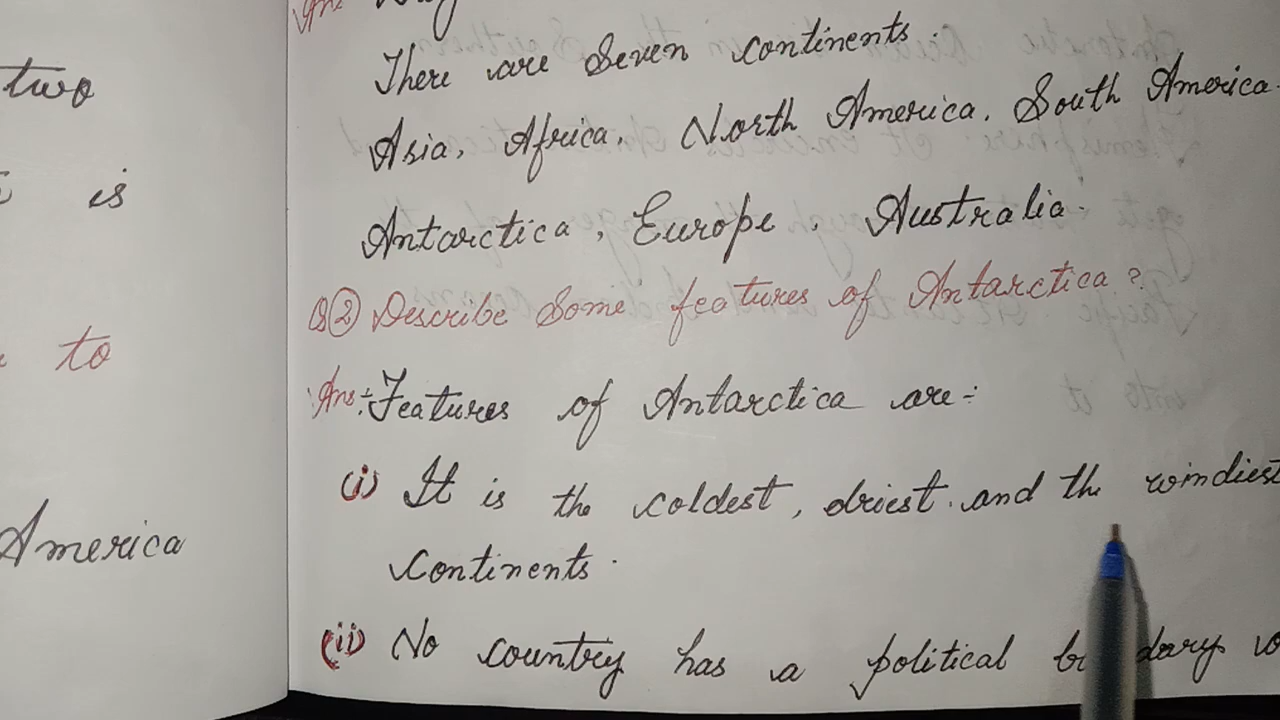 two
is
to
America
Ans:
There are Seven continents.
Asia, Africa, North America, South America.
Antarctica, Europe, Australia.
Q② Describe Some features of Antarctica?
Ans:- Features of Antarctica are:-
(i) It is the coldest, driest and the windiest
Continents.
(ii) No country has a political